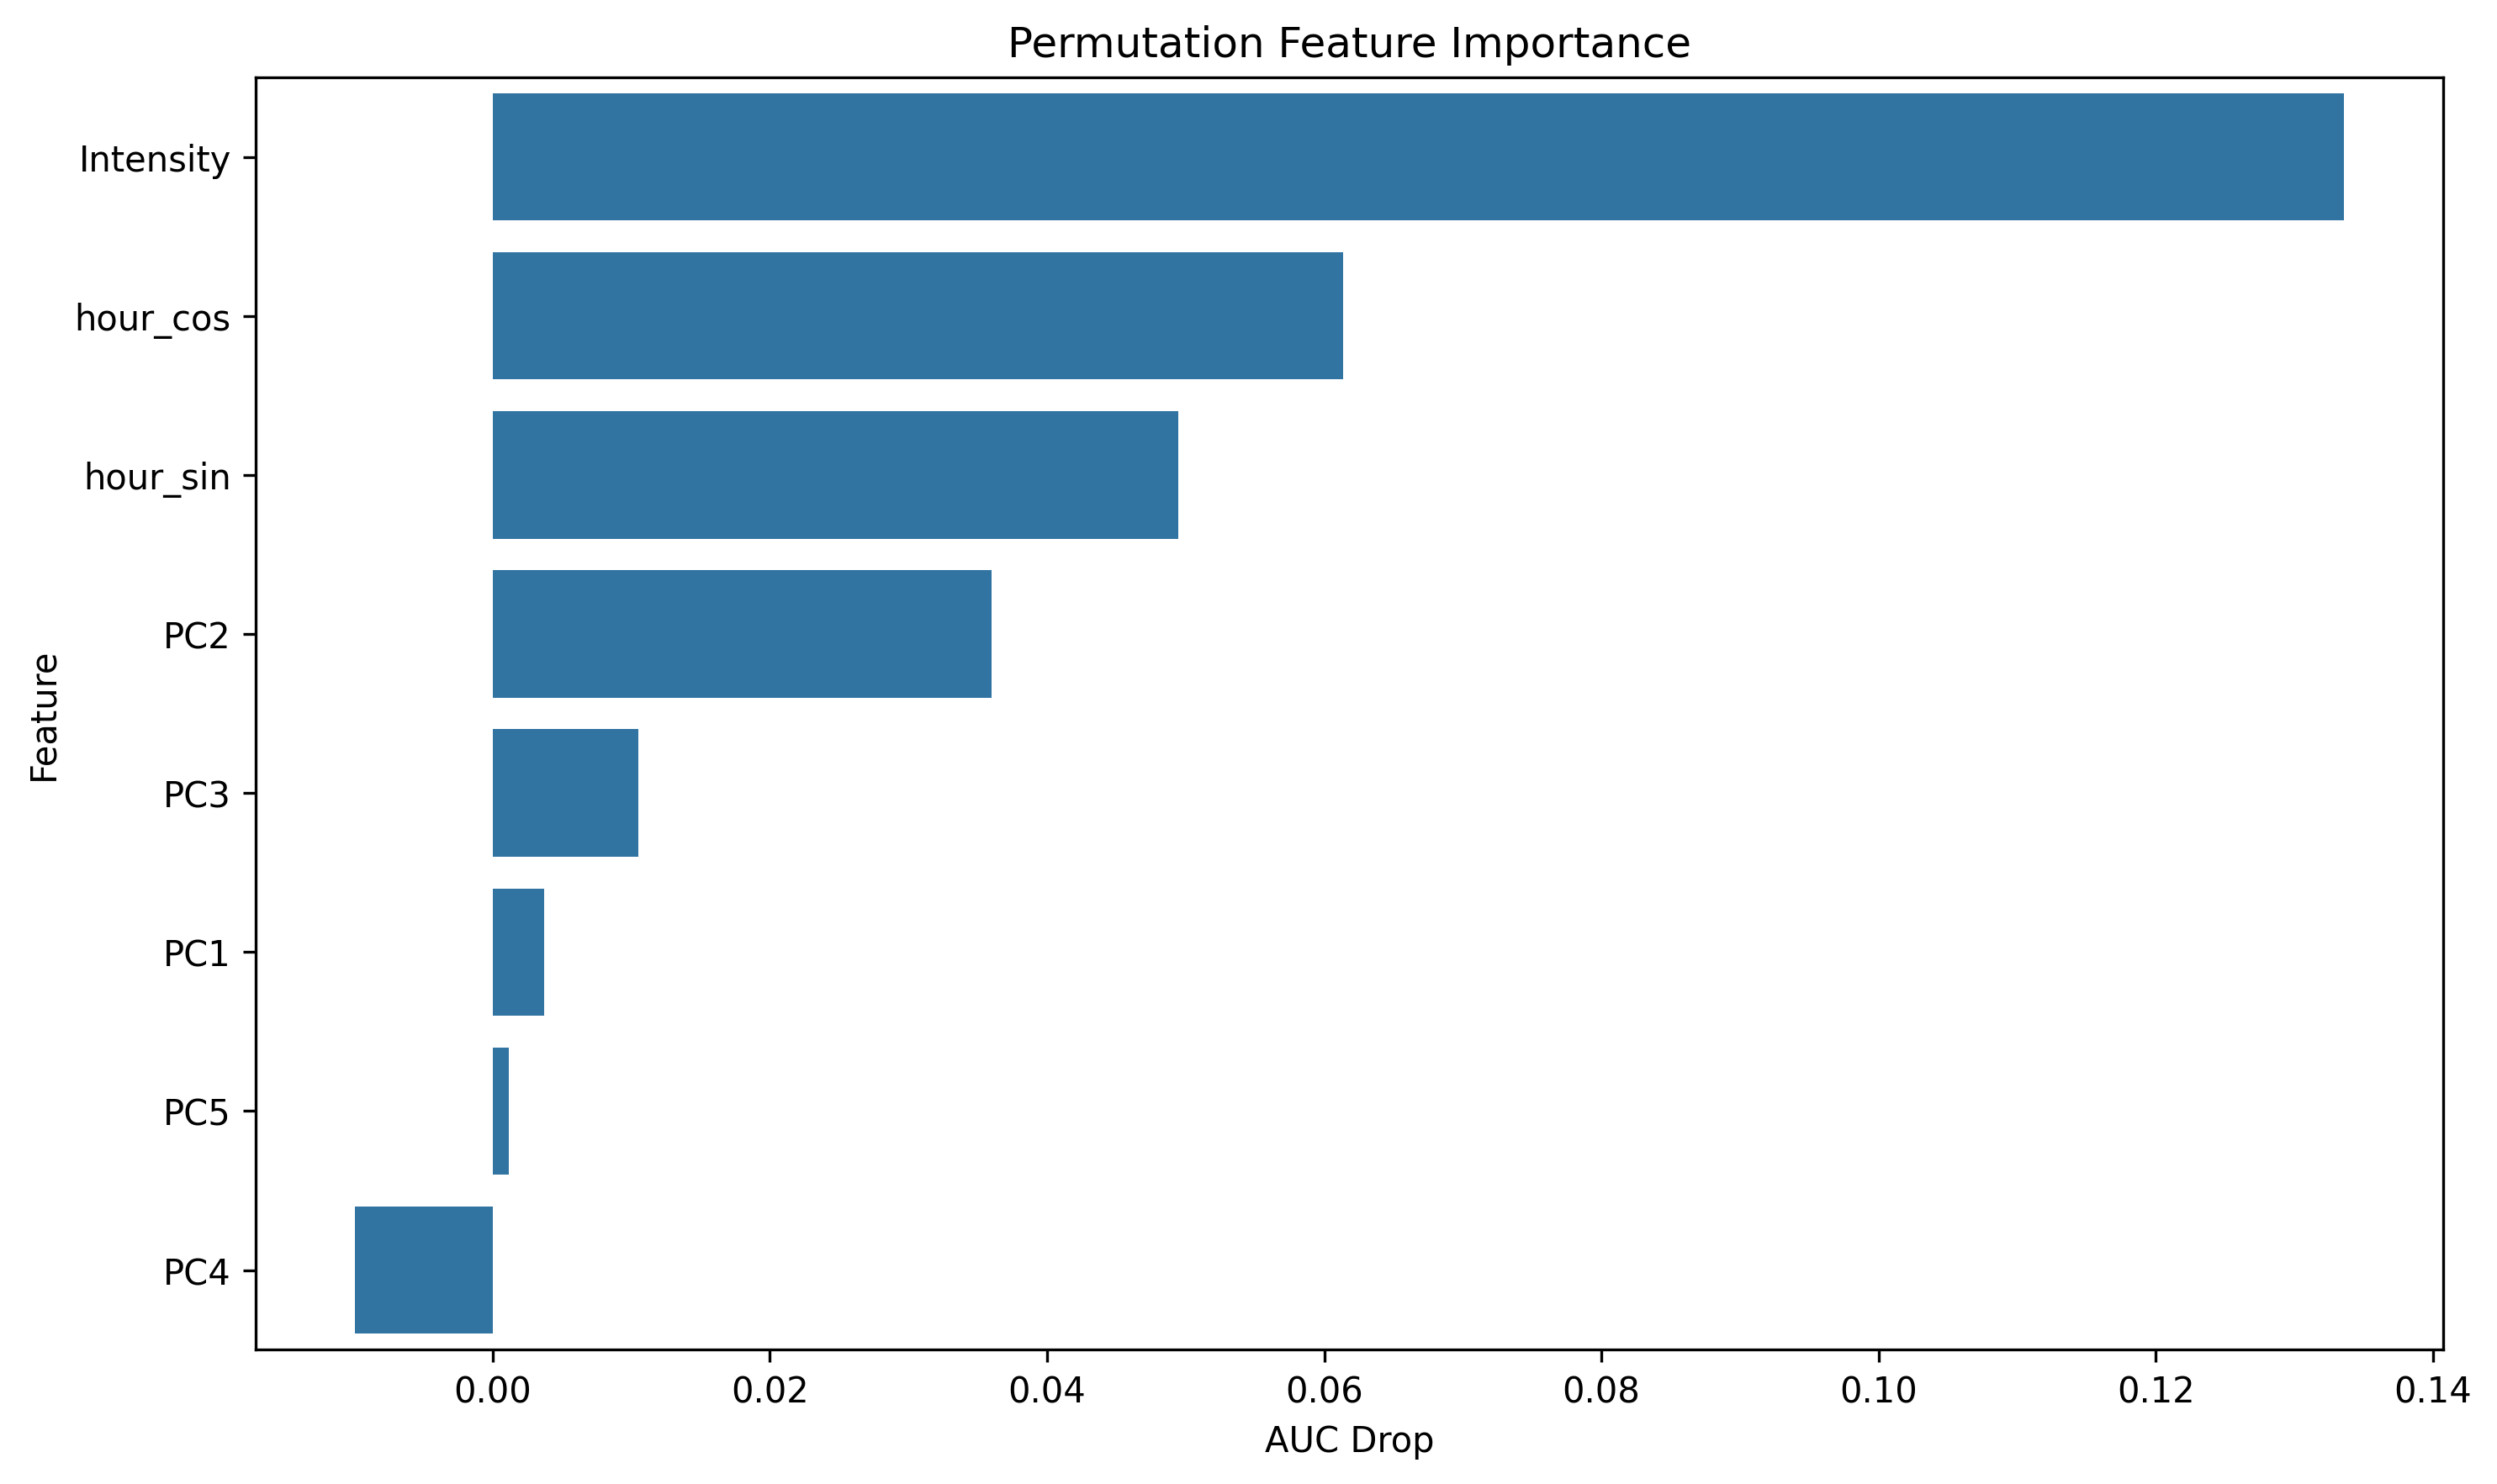 Permutation Feature Importance
Feature
Intensity
hour_cos
hour_sin
PC2
PC3
PC1
PC5
PC4
0.00 0.02 0.04 0.06 0.08 0.10 0.12 0.14
AUC Drop